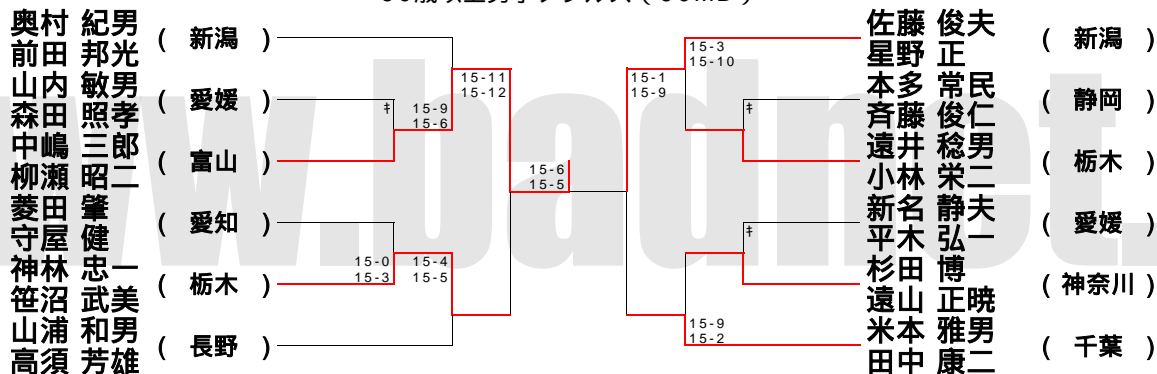 奥村 紀男
前田 邦光
( 新潟 )
山内 敏男
森田 照孝
( 愛媛 )
中嶋 三郎
柳瀬 昭二
( 富山 )
菱田 肇
守屋 健
( 愛知 )
神林 忠一
笹沼 武美
( 栃木 )
山浦 和男
高須 芳雄
( 長野 )
ｷ
15-9
15-6
15-11
15-12
15-0
15-3
15-4
15-5
15-6
15-5
15-1
15-9
15-3
15-10
ｷ
ｷ
15-9
15-2
佐藤 俊夫
星野 正
( 新潟 )
本多 常民
斉藤 俊仁
( 静岡 )
遠井 稔男
小林 栄二
( 栃木 )
新名 静夫
平木 弘一
( 愛媛 )
杉田 博
遠山 正暁
( 神奈川 )
米本 雅男
田中 康二
( 千葉 )
www.badnet.